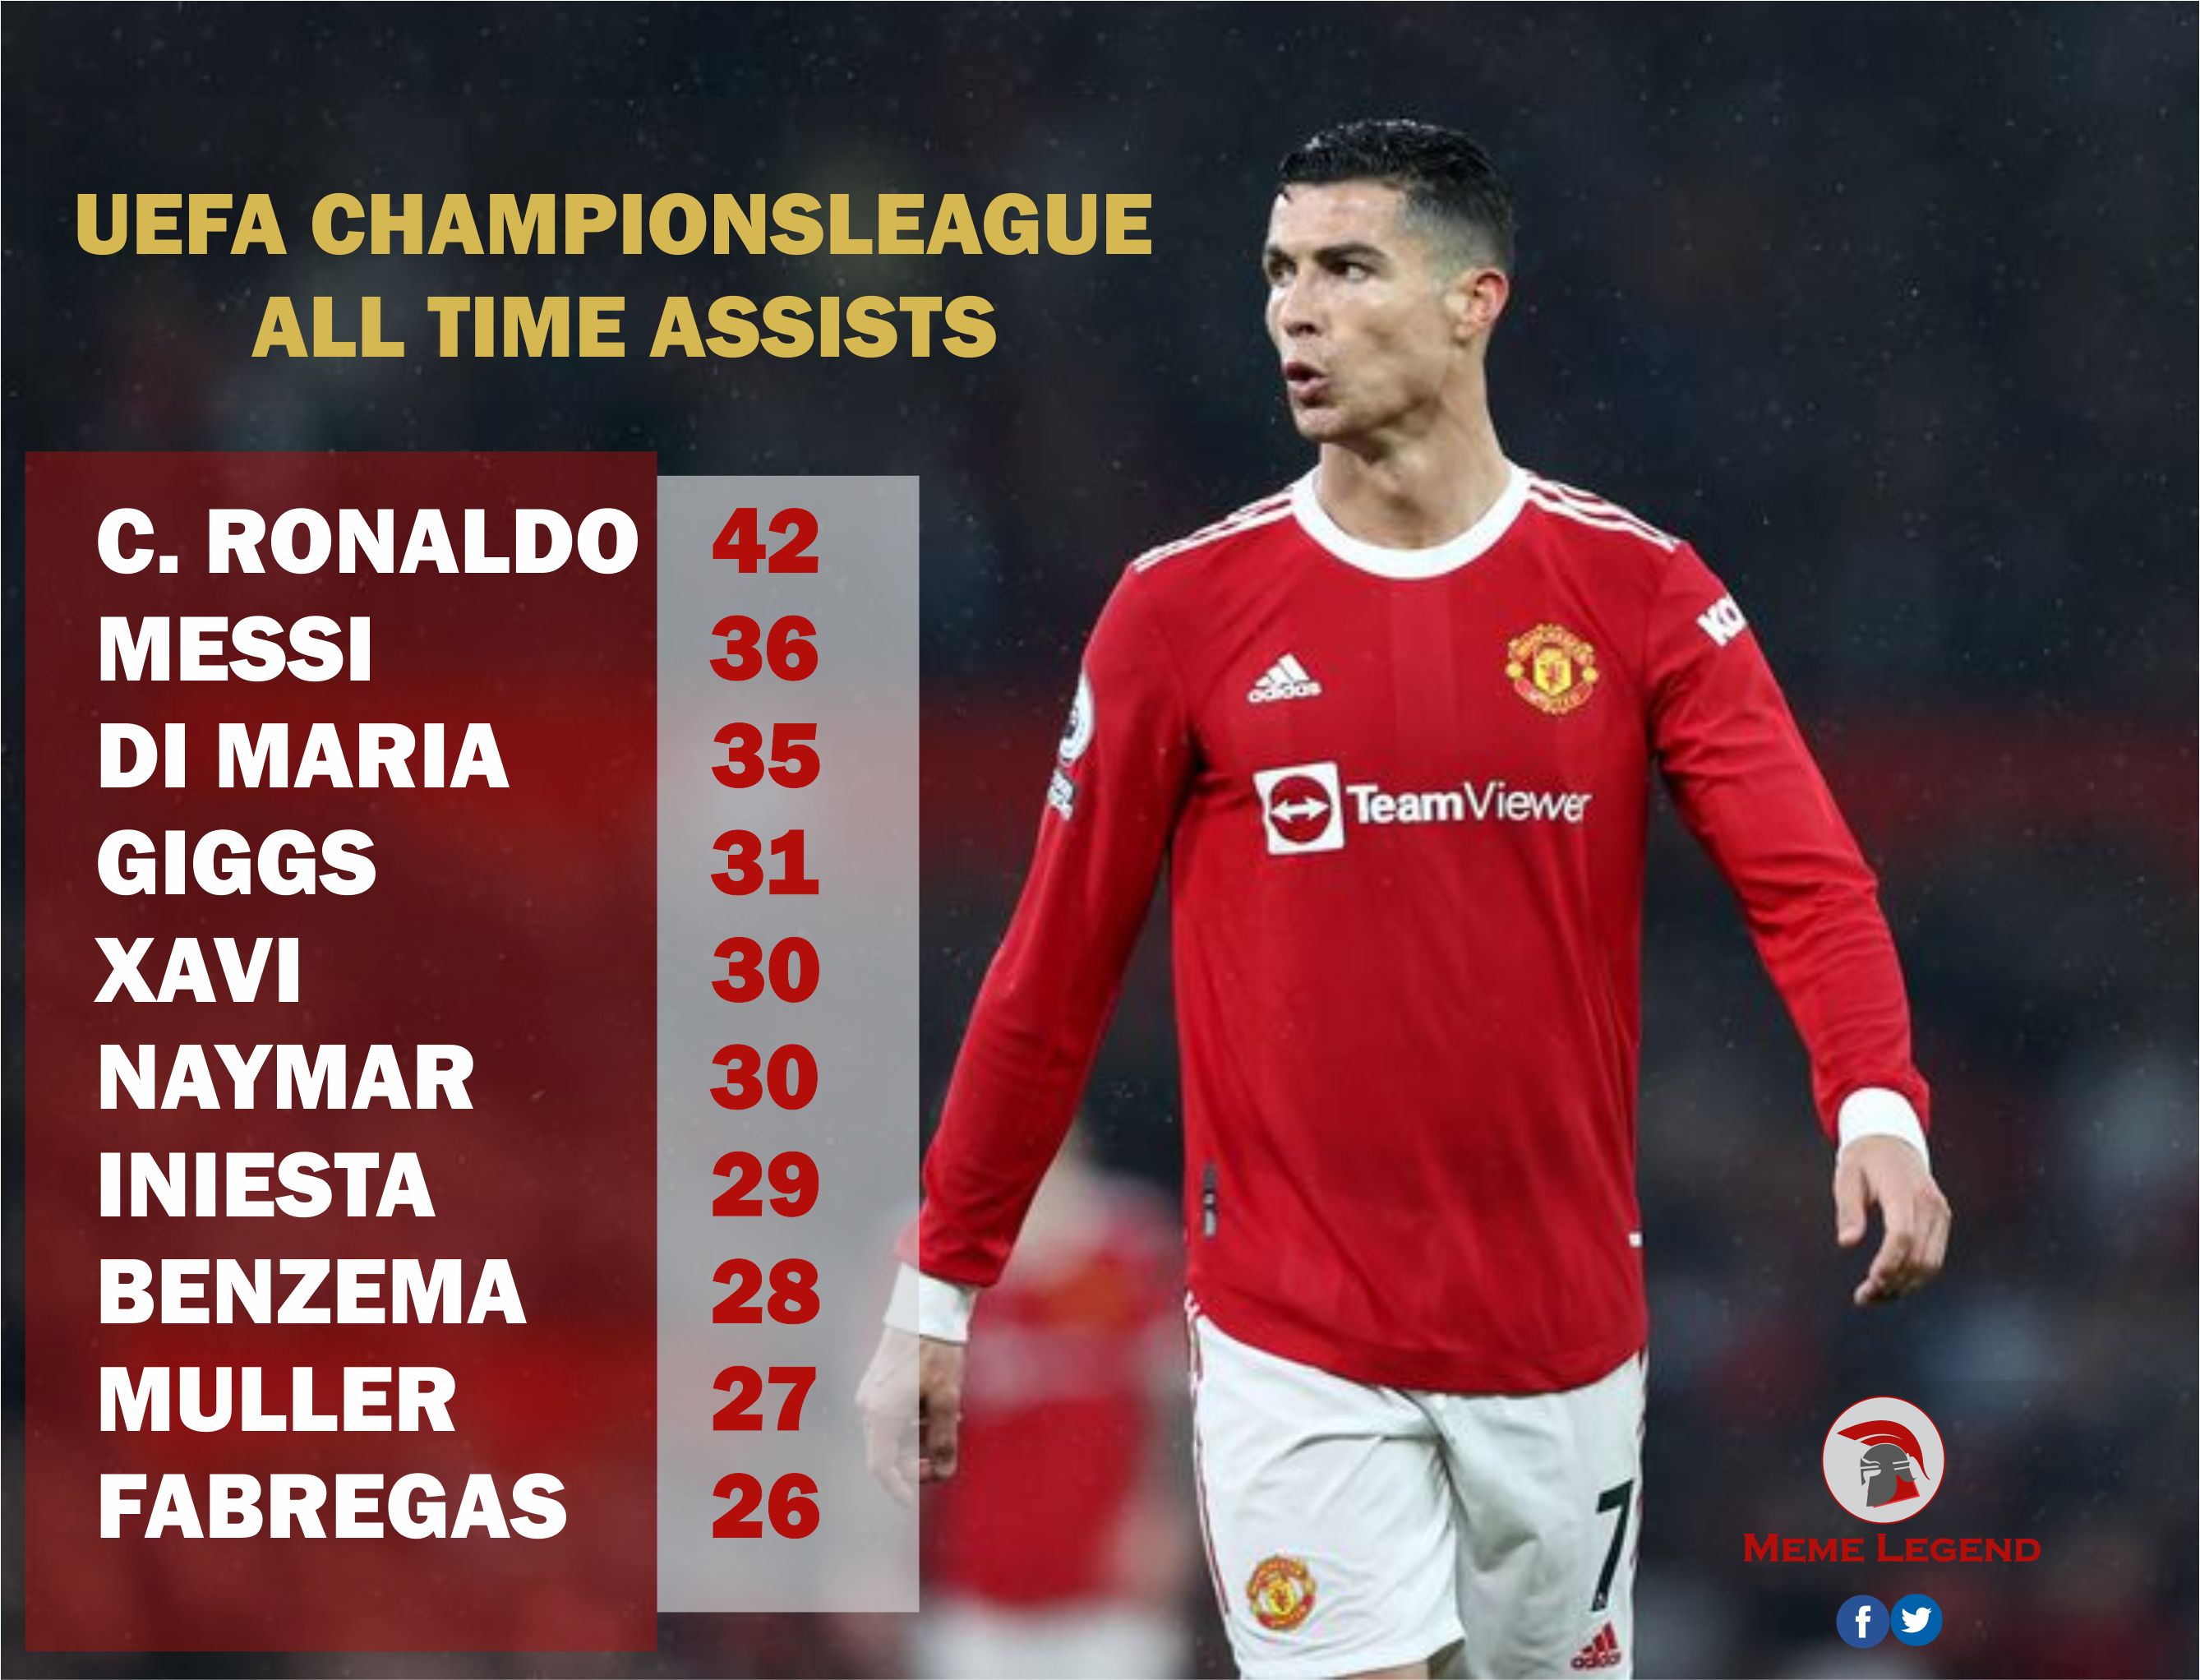 UEFA CHAMPIONSLEAGUE
ALL TIME ASSISTS
C. RONALDO 42
MESSI 36
DI MARIA 35
GIGGS 31
XAVI 30
NAYMAR 30
INIESTA 29
BENZEMA 28
MULLER 27
FABREGAS 26
adidas
TeamViewer
7
adidas
MEME LEGEND